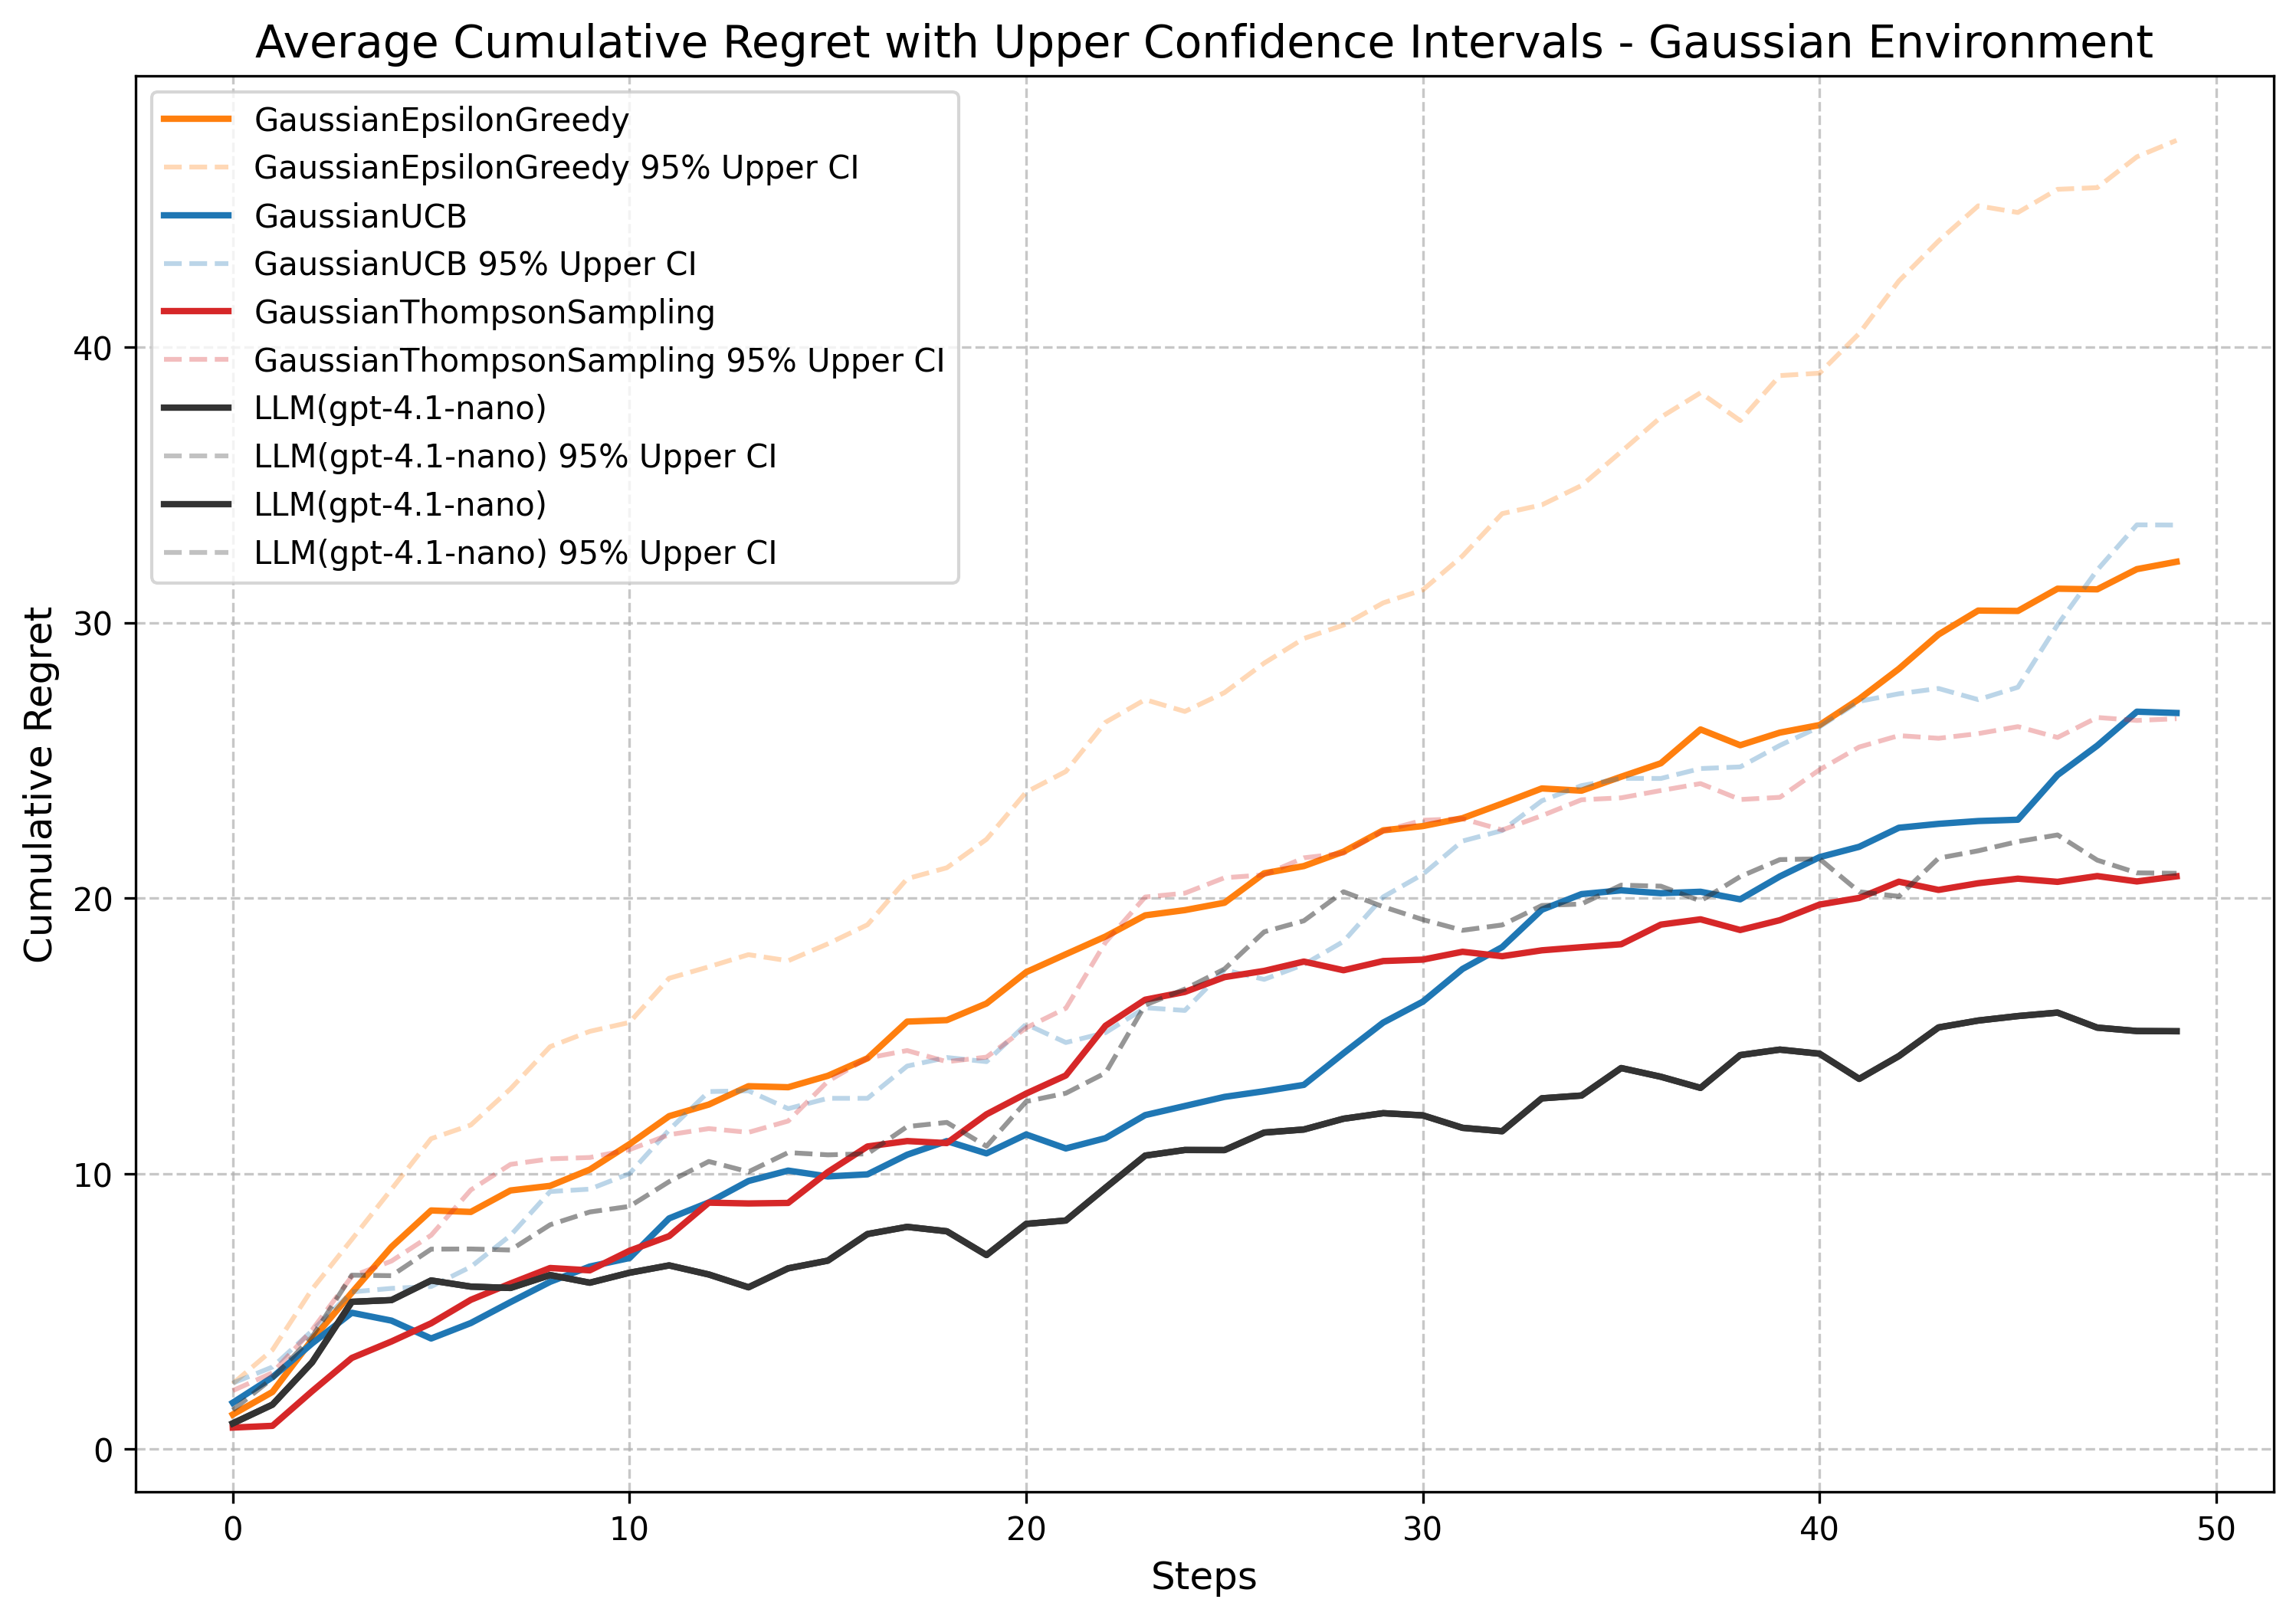 Average Cumulative Regret with Upper Confidence Intervals - Gaussian Environment
GaussianEpsilonGreedy
GaussianEpsilonGreedy 95% Upper CI
GaussianUCB
GaussianUCB 95% Upper CI
GaussianThompsonSampling
GaussianThompsonSampling 95% Upper CI
LLM(gpt-4.1-nano)
LLM(gpt-4.1-nano) 95% Upper CI
LLM(gpt-4.1-nano)
LLM(gpt-4.1-nano) 95% Upper CI
Cumulative Regret
40
30
20
10
0
0 10 20 30 40 50
Steps